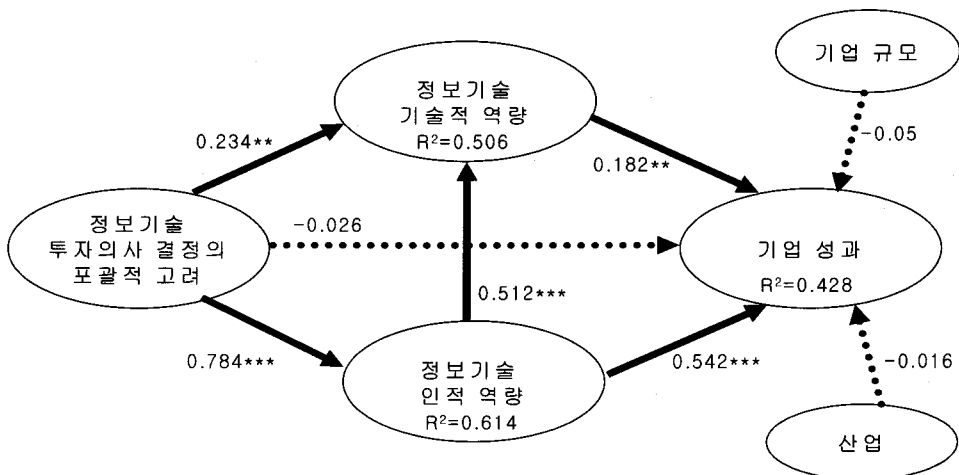 기업 규모
정보기술
기술적 역량
R²=0.506
0.234**
0.182**
-0.05
정보기술
투자의사 결정의
포괄적 고려
-0.026
기업 성과
R²=0.428
0.512***
0.784***
정보기술
인적 역량
R²=0.614
0.542***
-0.016
산업